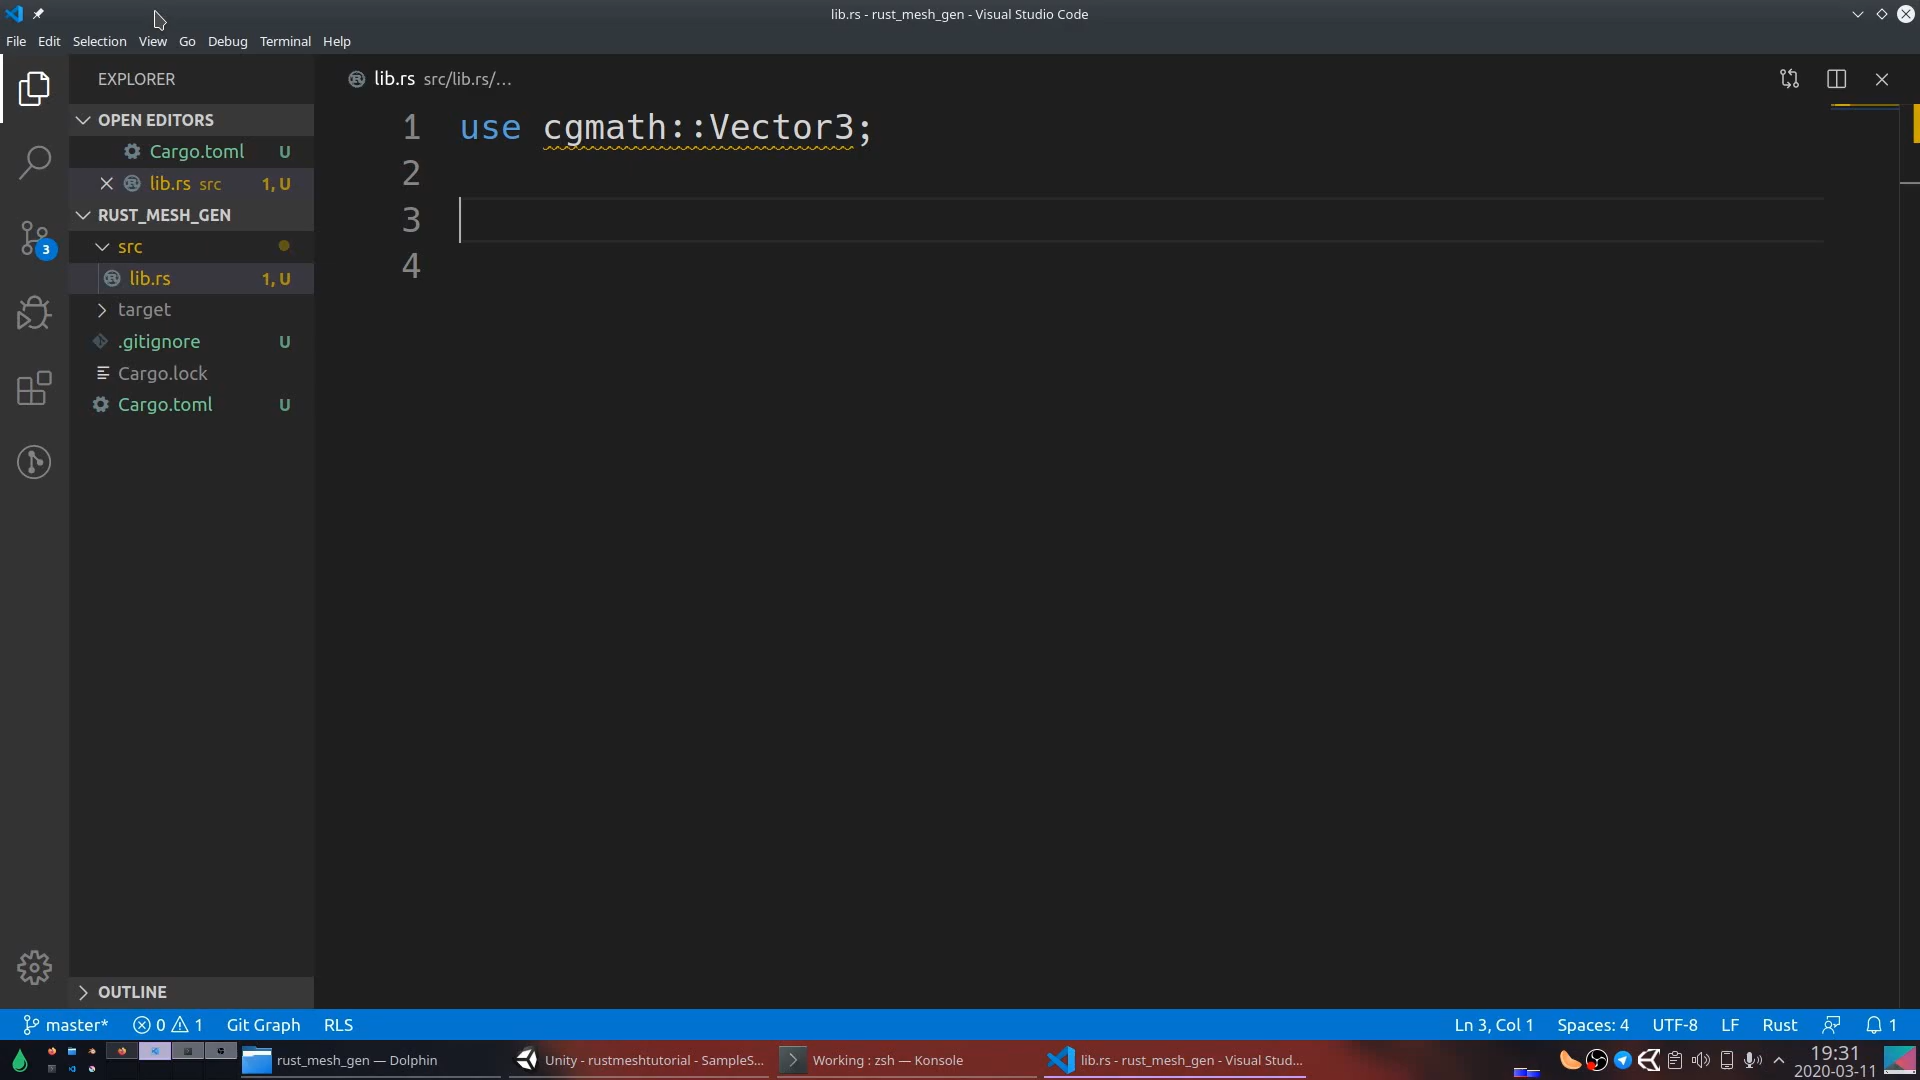 lib.rs - rust_mesh_gen - Visual Studio Code
File Edit Selection View Go Debug Terminal Help
EXPLORER
OPEN EDITORS
Cargo.toml U
lib.rs src 1, U
RUST_MESH_GEN
src
lib.rs 1, U
target
.gitignore U
Cargo.lock
Cargo.toml U
OUTLINE
3
lib.rs src/lib.rs/...
1 use cgmath::Vector3;
2
3
4
master* 0 1 Git Graph RLS
Ln 3, Col 1 Spaces: 4 UTF-8 LF Rust 1
rust_mesh_gen — Dolphin
Unity - rustmeshtutorial - SampleS...
Working : zsh — Konsole
lib.rs - rust_mesh_gen - Visual Stud...
19:31
2020-03-11